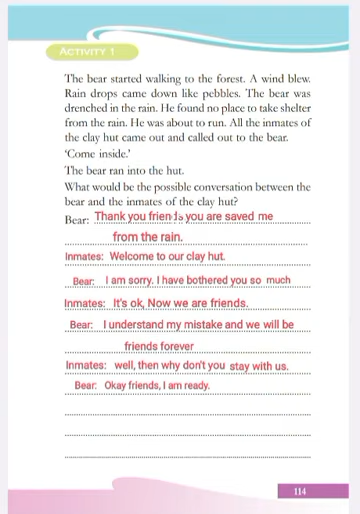 ACTIVITY 1
The bear started walking to the forest. A wind blew.
Rain drops came down like pebbles. The bear was
drenched in the rain. He found no place to take shelter
from the rain. He was about to run. All the inmates of
the clay hut came out and called out to the bear.
‘Come inside.’
The bear ran into the hut.
What would be the possible conversation between the
bear and the inmates of the clay hut?
Bear: Thank you friends you are saved me
from the rain.
Inmates: Welcome to our clay hut.
Bear: I am sorry. I have bothered you so much
Inmates: It's ok, Now we are friends.
Bear: I understand my mistake and we will be
friends forever
Inmates: well, then why don't you stay with us.
Bear: Okay friends, I am ready.
114